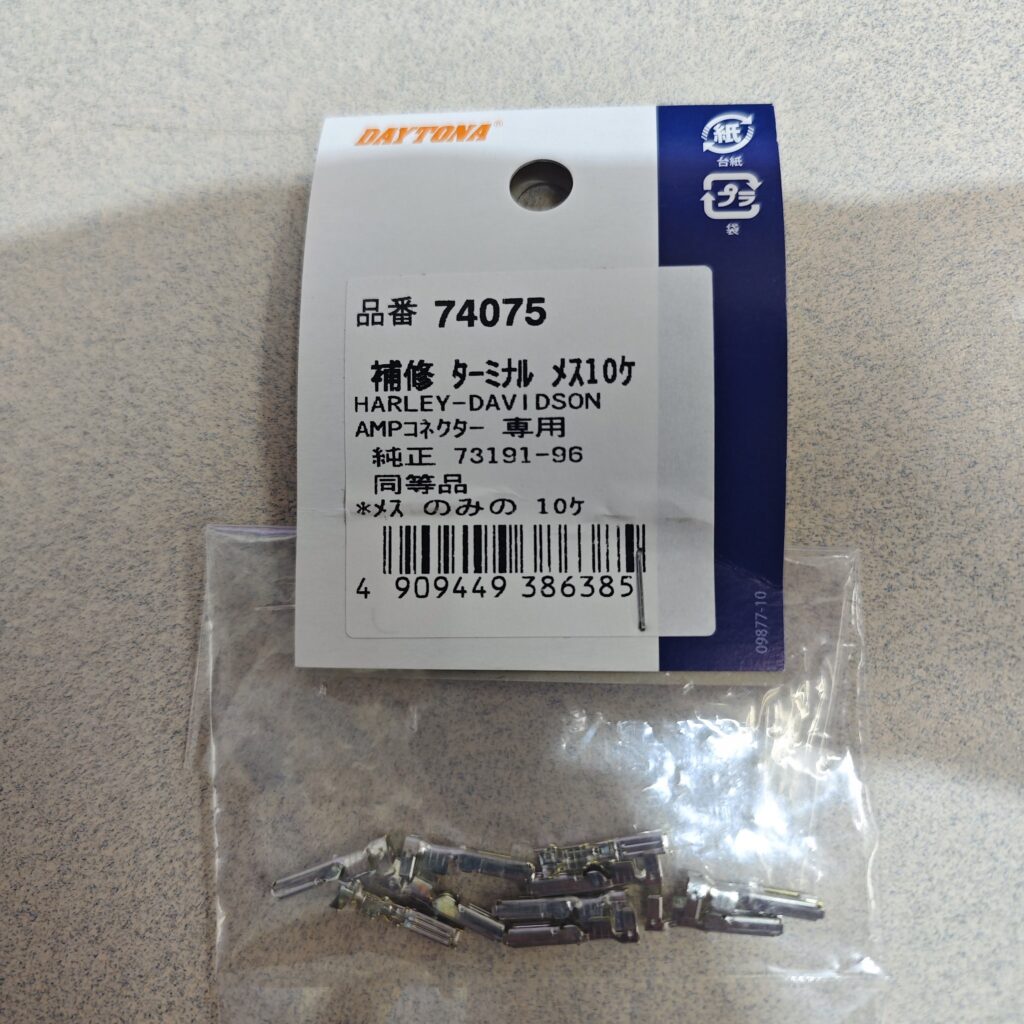 DAYTONA®
紙
台紙
プラ
袋
品番 74075
補修 ターミナル メス10ケ
HARLEY-DAVIDSON
AMPコネクター 専用
純正 73191-96
同等品
*メス のみの 10ケ
4 909449 386385
09877-10